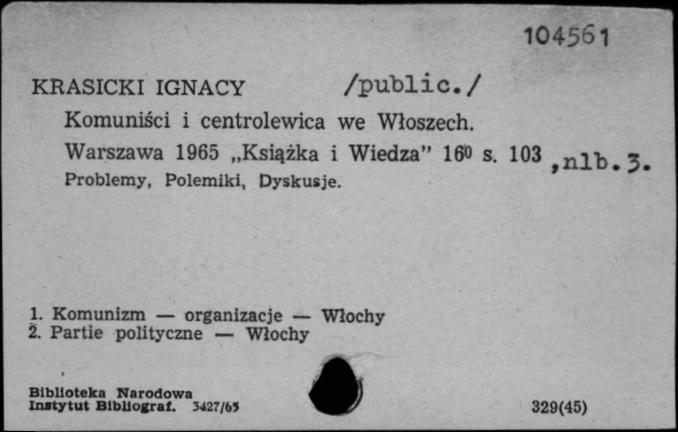 104561
KRASICKI IGNACY /public./
Komuniści i centrolewica we Włoszech.
Warszawa 1965 „Książka i Wiedza” 16⁰ s. 103 ,nlb.3.
Problemy, Polemiki, Dyskusje.
1. Komunizm — organizacje — Włochy
2. Partie polityczne — Włochy
Biblioteka Narodowa
Instytut Bibliograf. 3427/65 329(45)